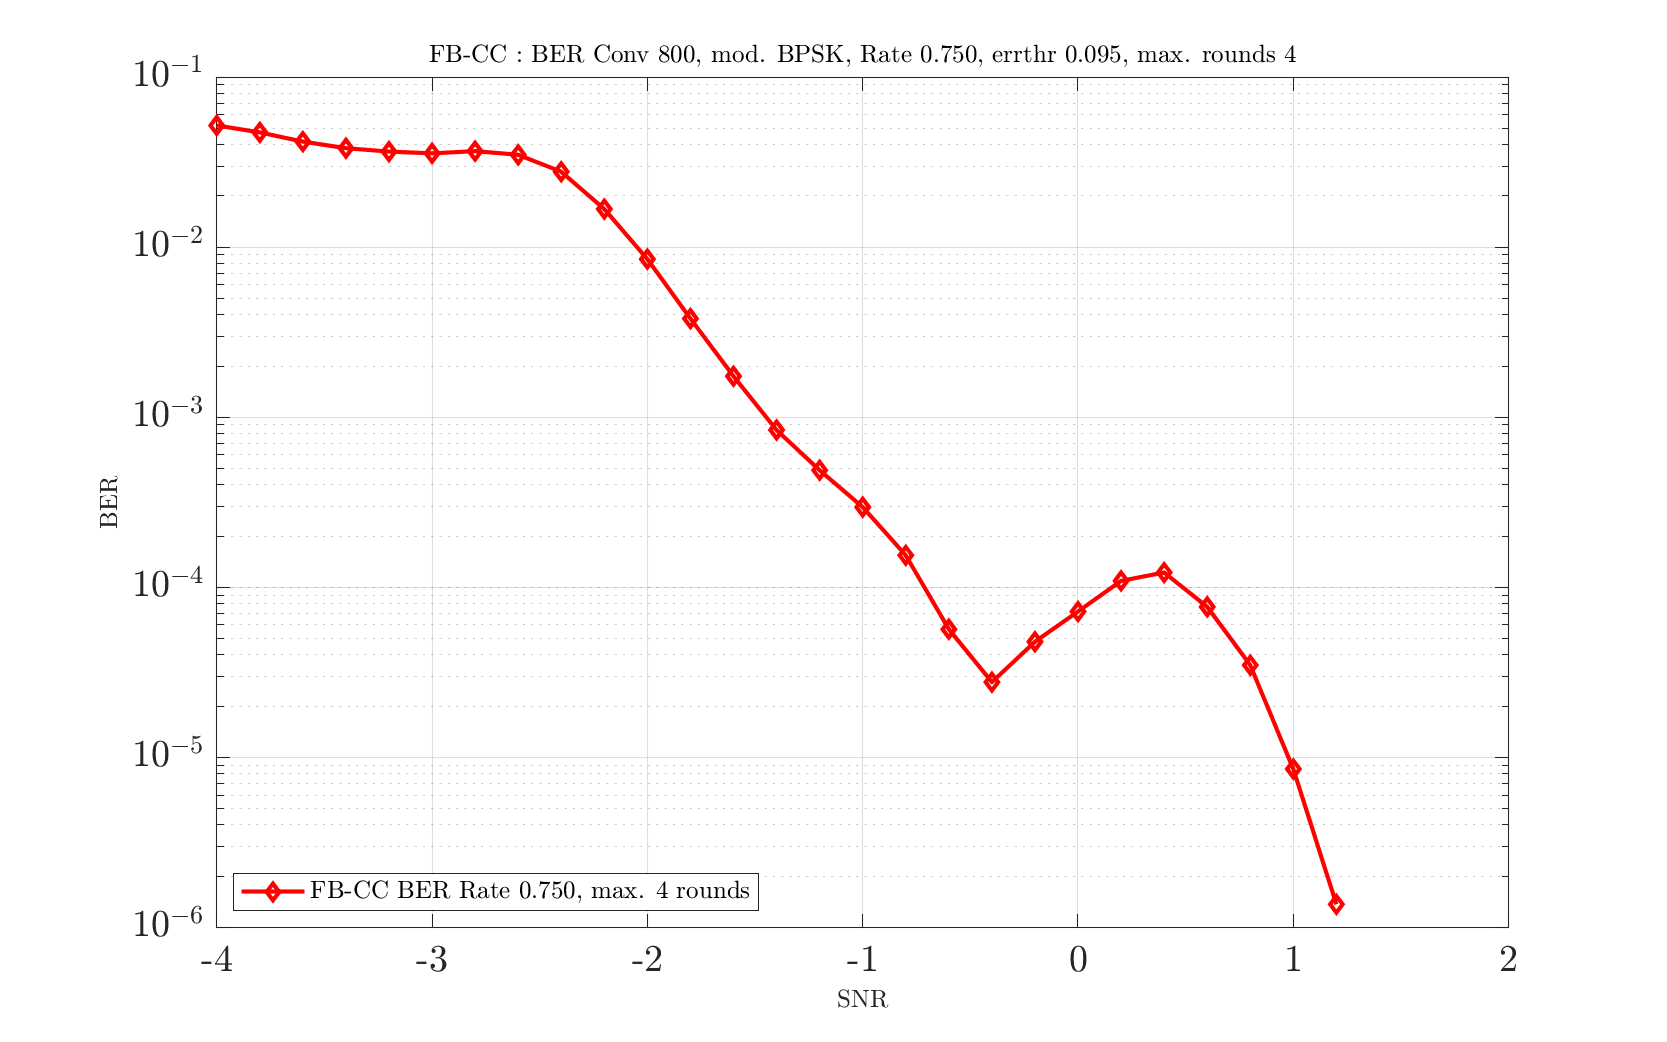 FB-CC : BER Conv 800, mod. BPSK, Rate 0.750, errthr 0.095, max. rounds 4
10⁻¹
10⁻²
10⁻³
10⁻⁴
10⁻⁵
10⁻⁶
BER
FB-CC BER Rate 0.750, max. 4 rounds
-4 -3 -2 -1 0 1 2
SNR